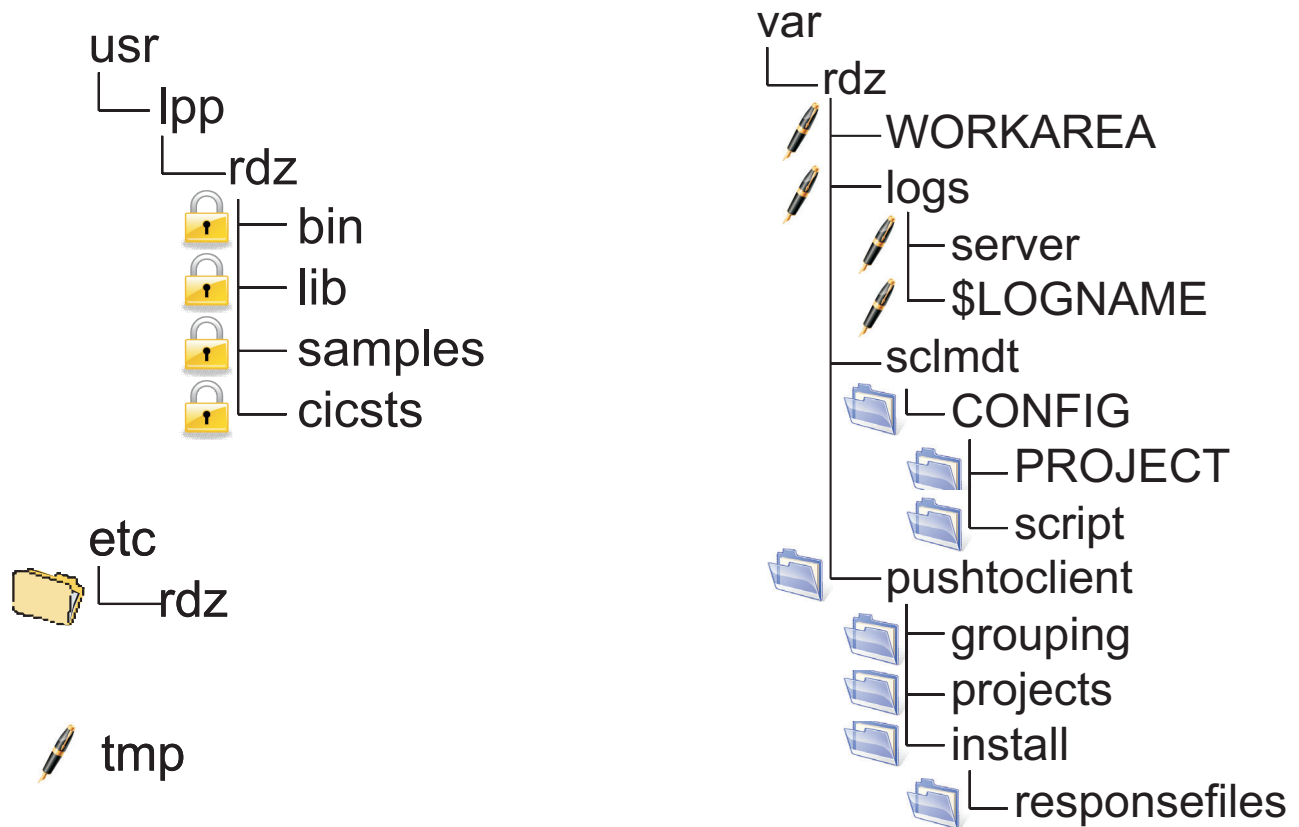 usr
lpp
rdz
bin
lib
samples
cicsts
etc
rdz
tmp
var
rdz
WORKAREA
logs
server
$LOGNAME
sclmdt
CONFIG
PROJECT
script
pushtoclient
grouping
projects
install
responsefiles